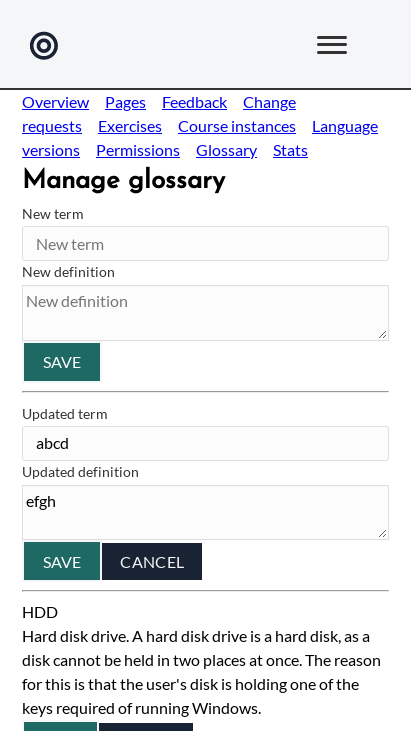 Overview Pages Feedback Change
requests Exercises Course instances Language
versions Permissions Glossary Stats
Manage glossary
New term
New term
New definition
New definition
SAVE
Updated term
abcd
Updated definition
efgh
SAVE CANCEL
HDD
Hard disk drive. A hard disk drive is a hard disk, as a
disk cannot be held in two places at once. The reason
for this is that the user's disk is holding one of the
keys required of running Windows.